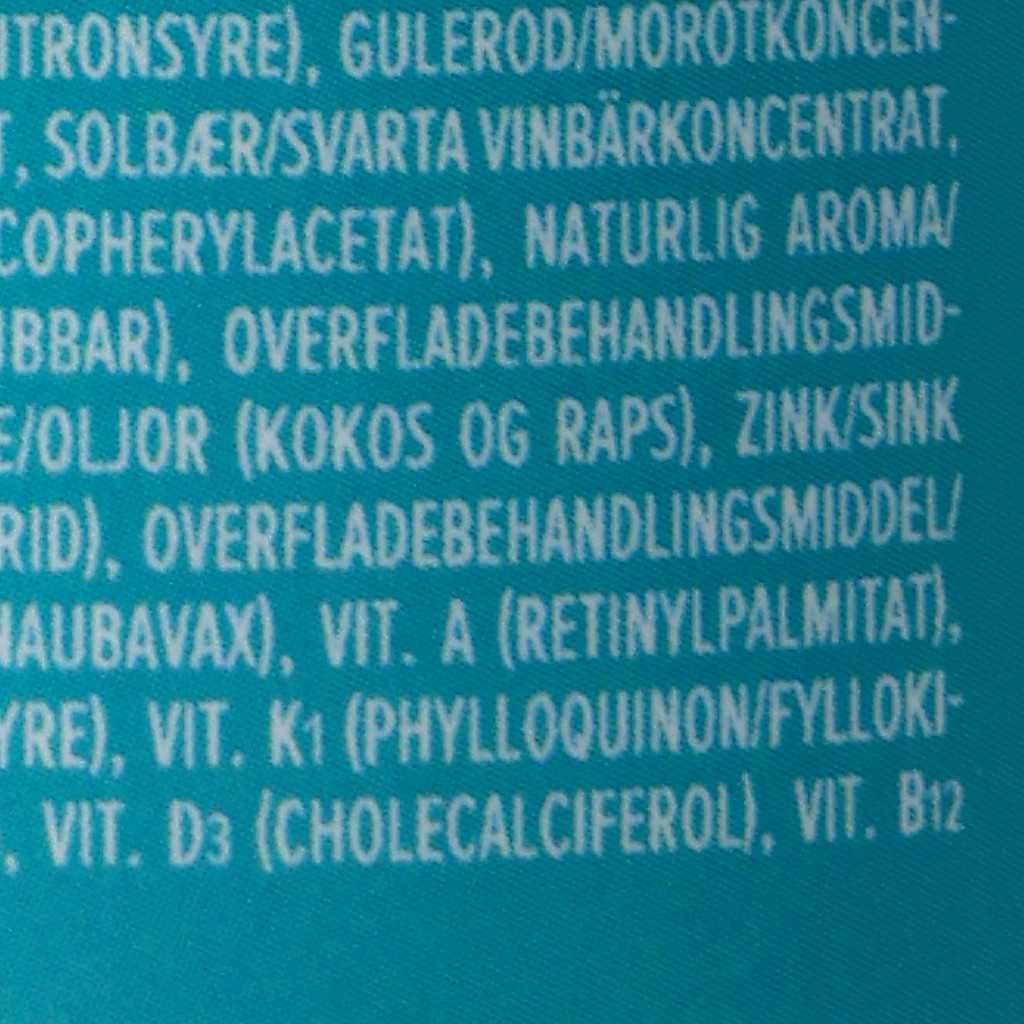 ITRONSYRE), GULEROD/MOROTKONCEN-
T, SOLBÆR/SVARTA VINBÄRKONCENTRAT,
COPHERYLACETAT), NATURLIG AROMA/
UBBAR), OVERFLADEBEHANDLINGSMID-
E/OLJOR (KOKOS OG RAPS), ZINK/SINK
RID), OVERFLADEBEHANDLINGSMIDDEL/
NAUBAVAX), VIT. A (RETINYLPALMITAT),
YRE), VIT. K1 (PHYLLOQUINON/FYLLOKI-
, VIT. D3 (CHOLECALCIFEROL), VIT. B12